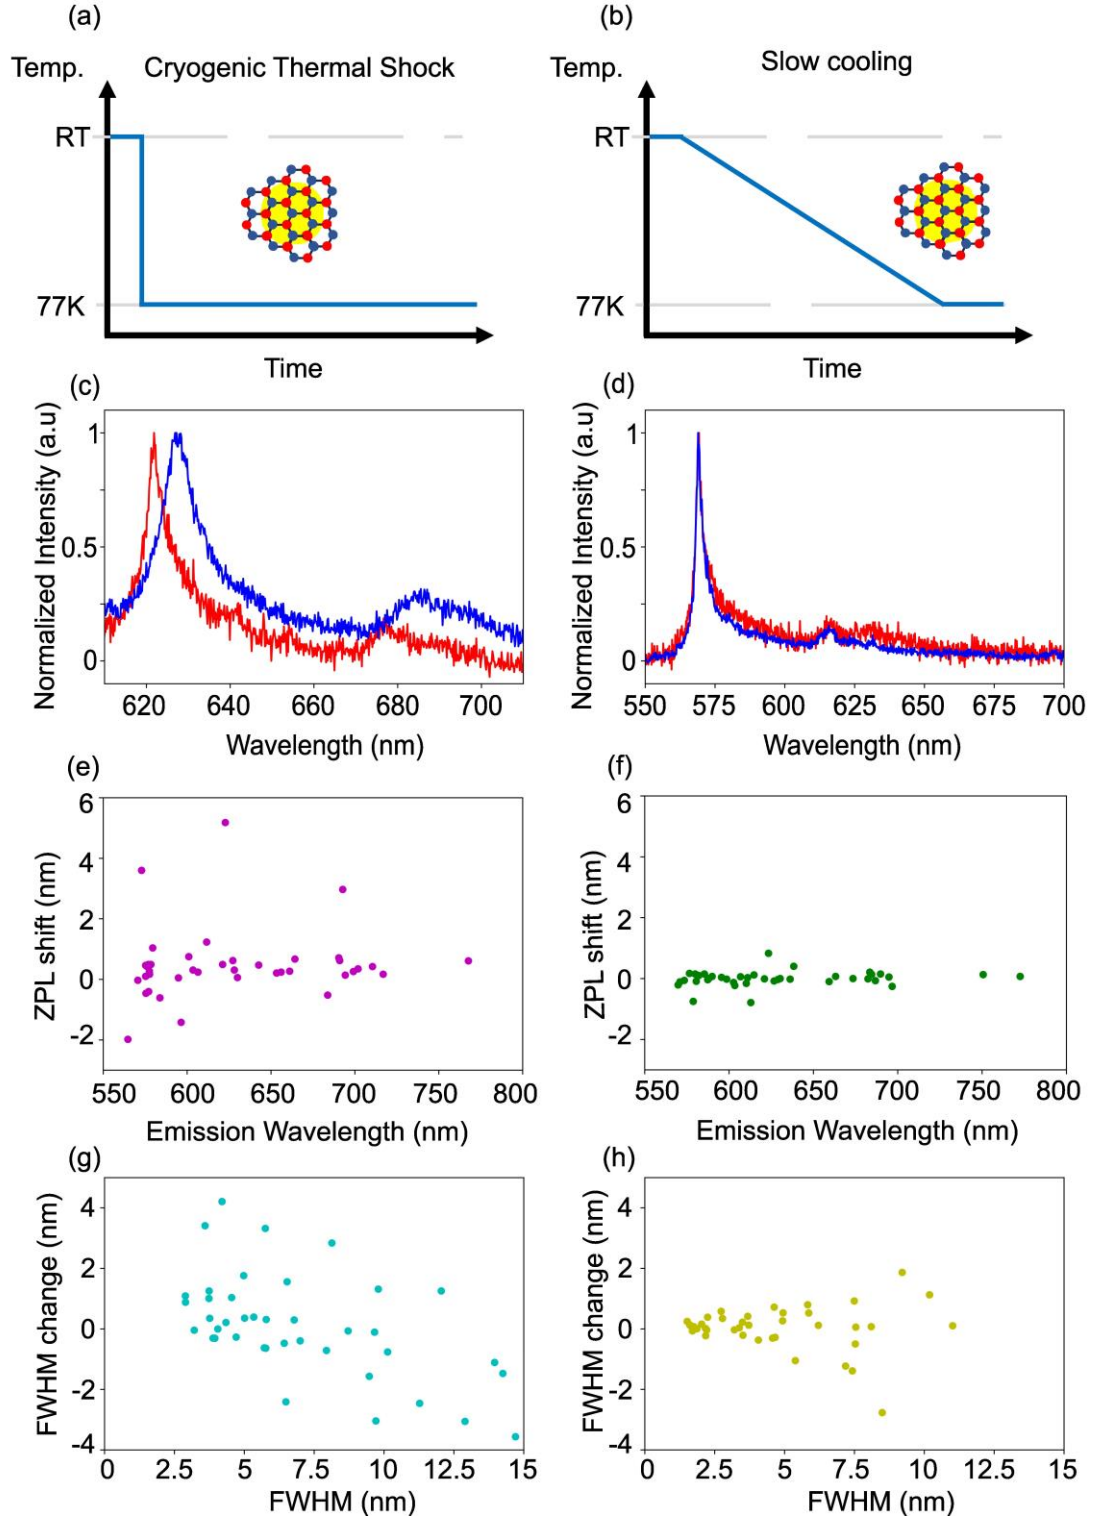 (a)
(b)
Temp.
Cryogenic Thermal Shock
Temp.
Slow cooling
RT
RT
77K
77K
Time
Time
(c)
(d)
Normalized Intensity (a.u)
1
0.5
0
620 640 660 680 700
Wavelength (nm)
Normalized Intensity (a.u)
1
0.5
0
550 575 600 625 650 675 700
Wavelength (nm)
(e)
(f)
ZPL shift (nm)
6
4
2
0
-2
550 600 650 700 750 800
Emission Wavelength (nm)
ZPL shift (nm)
6
4
2
0
-2
550 600 650 700 750 800
Emission Wavelength (nm)
(g)
(h)
FWHM change (nm)
4
2
0
-2
-4
0 2.5 5 7.5 10 12.5 15
FWHM (nm)
FWHM change (nm)
4
2
0
-2
-4
0 2.5 5 7.5 10 12.5 15
FWHM (nm)